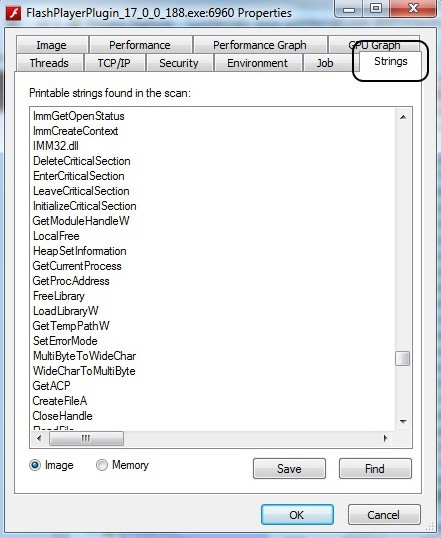 FlashPlayerPlugin_17_0_0_188.exe:6960 Properties
Image Performance Performance Graph GPU Graph
Threads TCP/IP Security Environment Job Strings
Printable strings found in the scan:
ImmGetOpenStatus
ImmCreateContext
IMM32.dll
DeleteCriticalSection
EnterCriticalSection
LeaveCriticalSection
InitializeCriticalSection
GetModuleHandleW
LocalFree
HeapSetInformation
GetCurrentProcess
GetProcAddress
FreeLibrary
LoadLibraryW
GetTempPathW
SetErrorMode
MultiByteToWideChar
WideCharToMultiByte
GetACP
CreateFileA
CloseHandle
ReadFile
Image Memory Save Find
OK Cancel